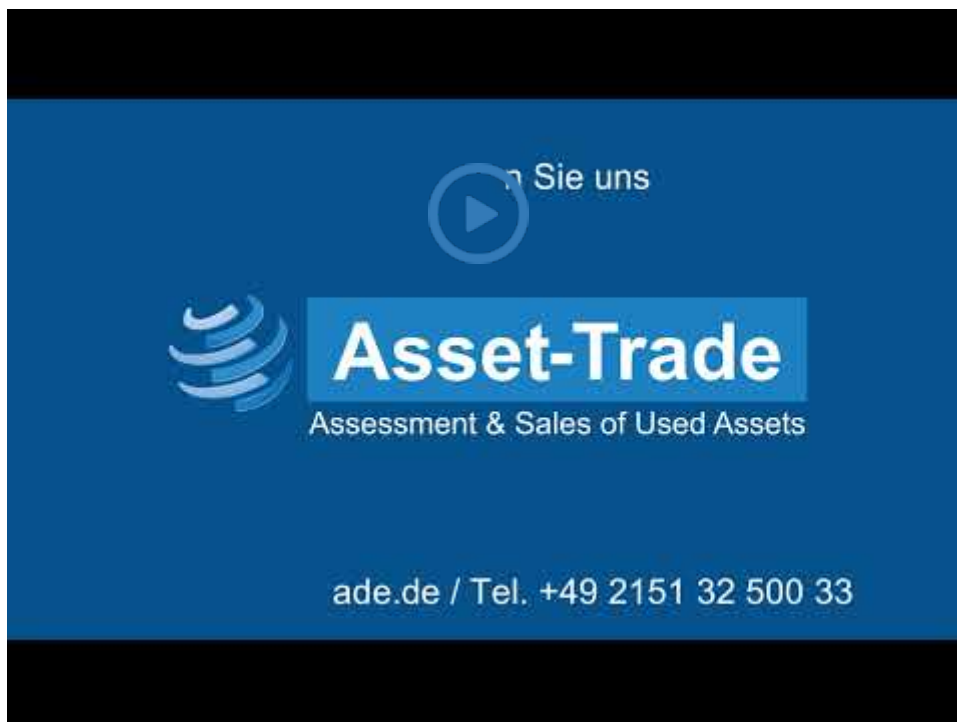 n Sie uns
Asset-Trade
Assessment & Sales of Used Assets
ade.de / Tel. +49 2151 32 500 33